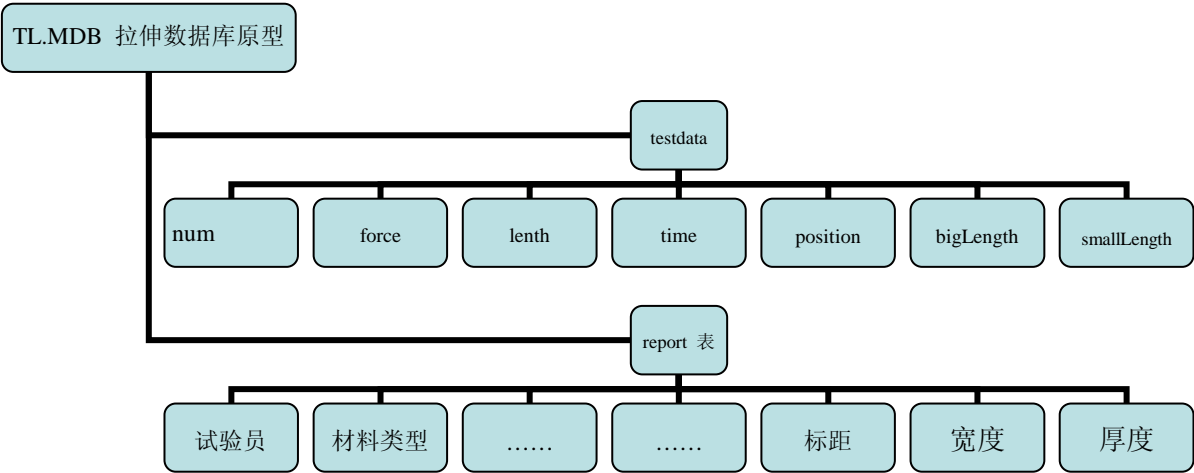 TL.MDB 拉伸数据库原型
testdata
num
force
lenth
time
position
bigLength
smallLength
report 表
试验员
材料类型
……
……
标距
宽度
厚度